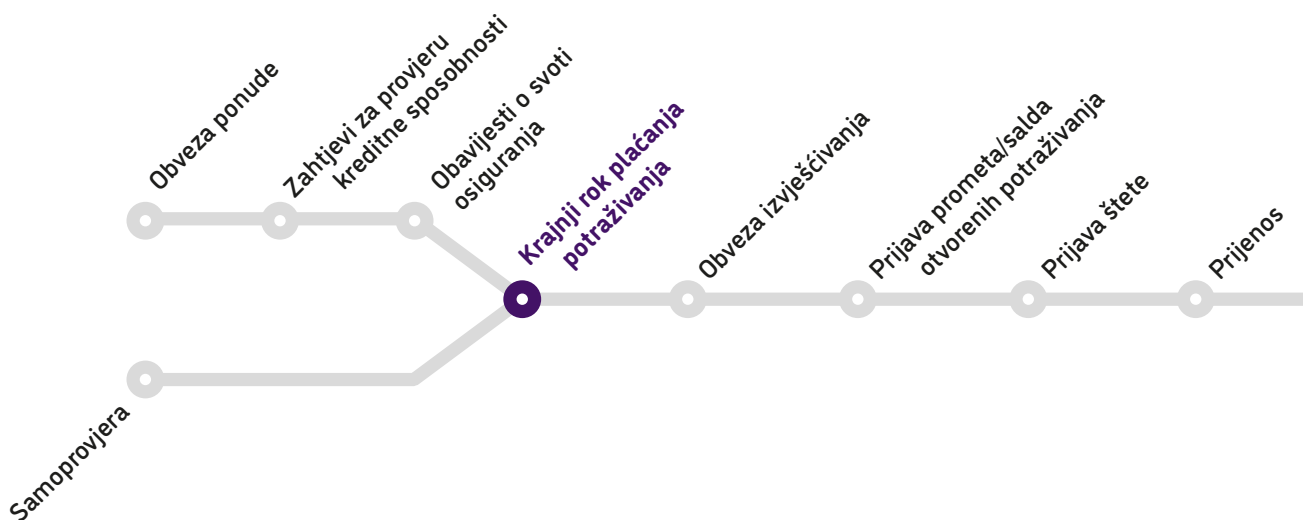 Obveza ponude
Zahtjevi za provjeru
kreditne sposobnosti
Obavijesti o svoti
osiguranja
Krajnji rok plaćanja
potraživanja
Obveza izvješćivanja
Prijava prometa/salda
otvorenih potraživanja
Prijava štete
Prijenos
Samoprovjera